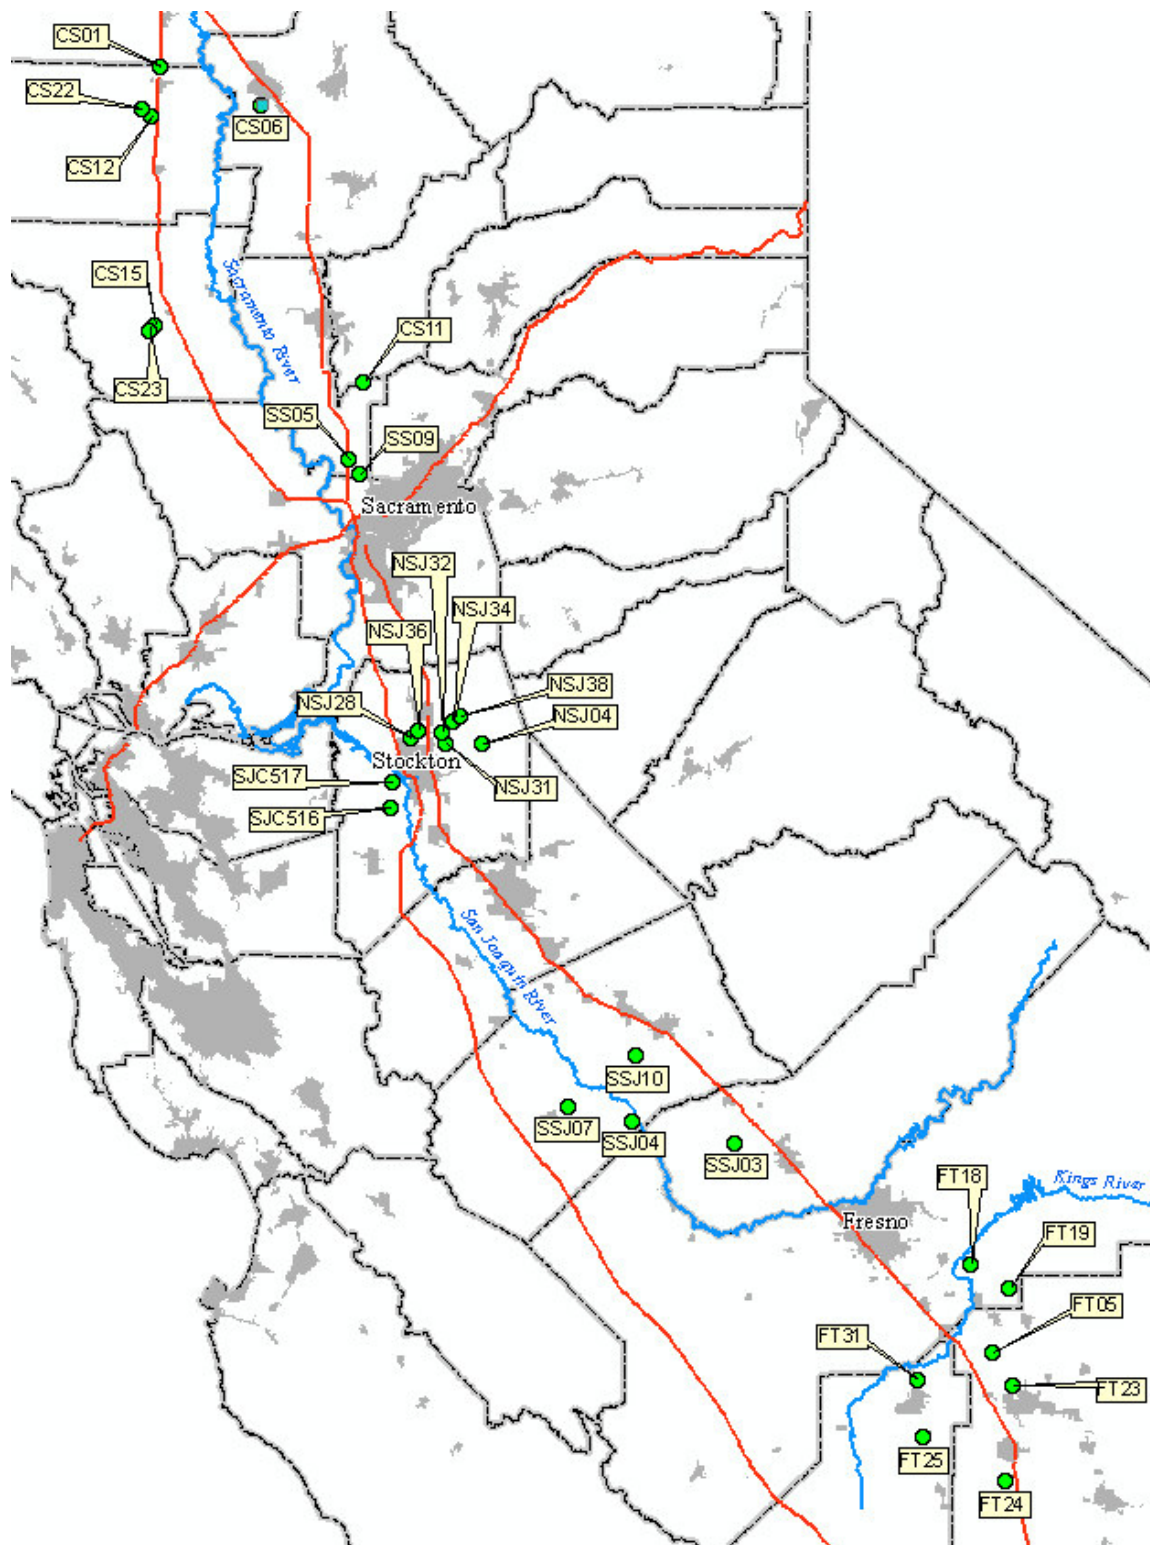 CS01
CS22
CS06
CS12
Sacramento River
CS15
CS11
CS23
SS05
SS09
Sacramento
NSJ32
NSJ34
NSJ36
NSJ38
NSJ28
NSJ04
Stockton
SJC517
NSJ31
SJC516
San Joaquin River
SSJ10
SSJ07
SSJ04
SSJ03
FT18
Kings River
Fresno
FT19
FT05
FT31
FT23
FT25
FT24